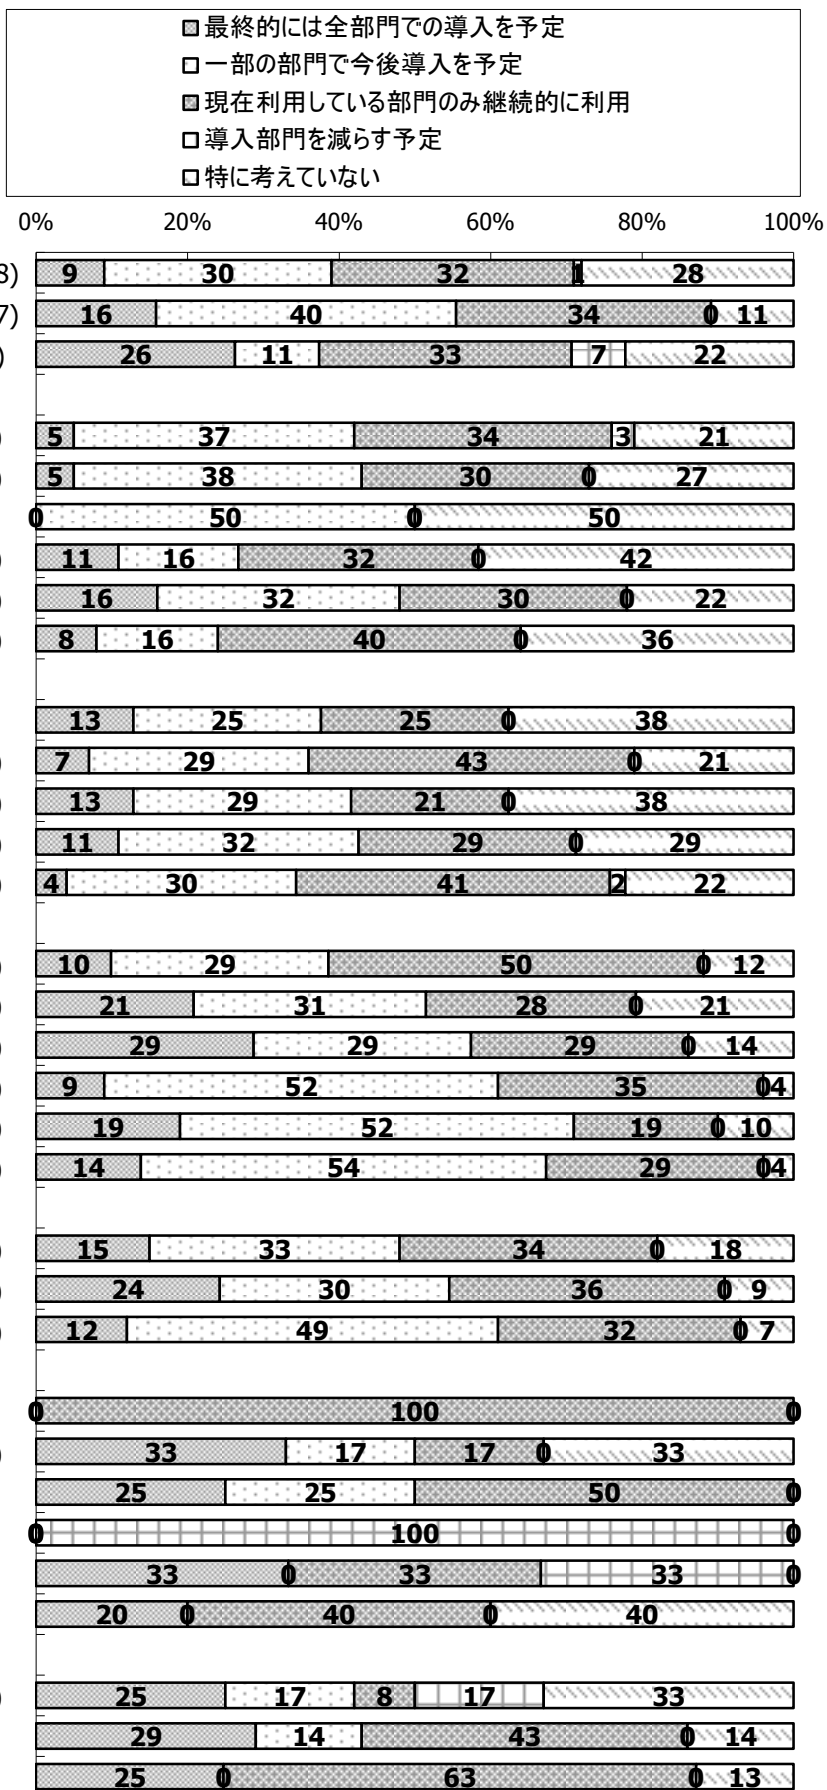 最終的には全部門での導入を予定
一部の部門で今後導入を予定
現在利用している部門のみ継続的に利用
導入部門を減らす予定
特に考えていない
0% 20% 40% 60% 80% 100%
8) 9 30 32 1 28
7) 16 40 34 0 11
) 26 11 33 7 22
) 5 37 34 3 21
) 5 38 30 0 27
0 50 0 50
) 11 16 32 0 42
) 16 32 30 0 22
) 8 16 40 0 36
13 25 25 0 38
) 7 29 43 0 21
) 13 29 21 0 38
) 11 32 29 0 29
) 4 30 41 2 22
) 10 29 50 0 12
) 21 31 28 0 21
) 29 29 29 0 14
) 9 52 35 0 4
) 19 52 19 0 10
) 14 54 29 0 4
) 15 33 34 0 18
) 24 30 36 0 9
) 12 49 32 0 7
0 100 0
) 33 17 17 0 33
25 25 50 0
0 100 0
33 0 33 33 0
20 0 40 0 40
) 25 17 8 17 33
29 14 43 0 14
25 0 63 0 13